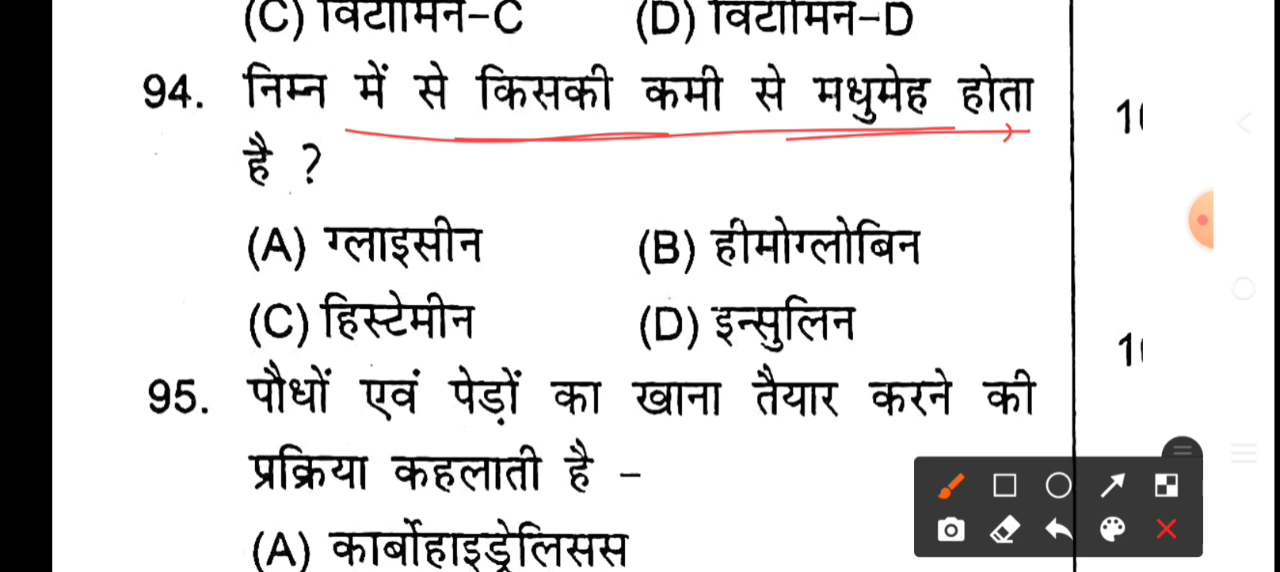 (C) विटामिन-C (D) विटामिन-D
94. निम्न में से किसकी कमी से मधुमेह होता
है ?
(A) ग्लाइसीन (B) हीमोग्लोबिन
(C) हिस्टेमीन (D) इन्सुलिन
95. पौधों एवं पेड़ों का खाना तैयार करने की
प्रक्रिया कहलाती है –
(A) कार्बोहाइड्रेलिसस